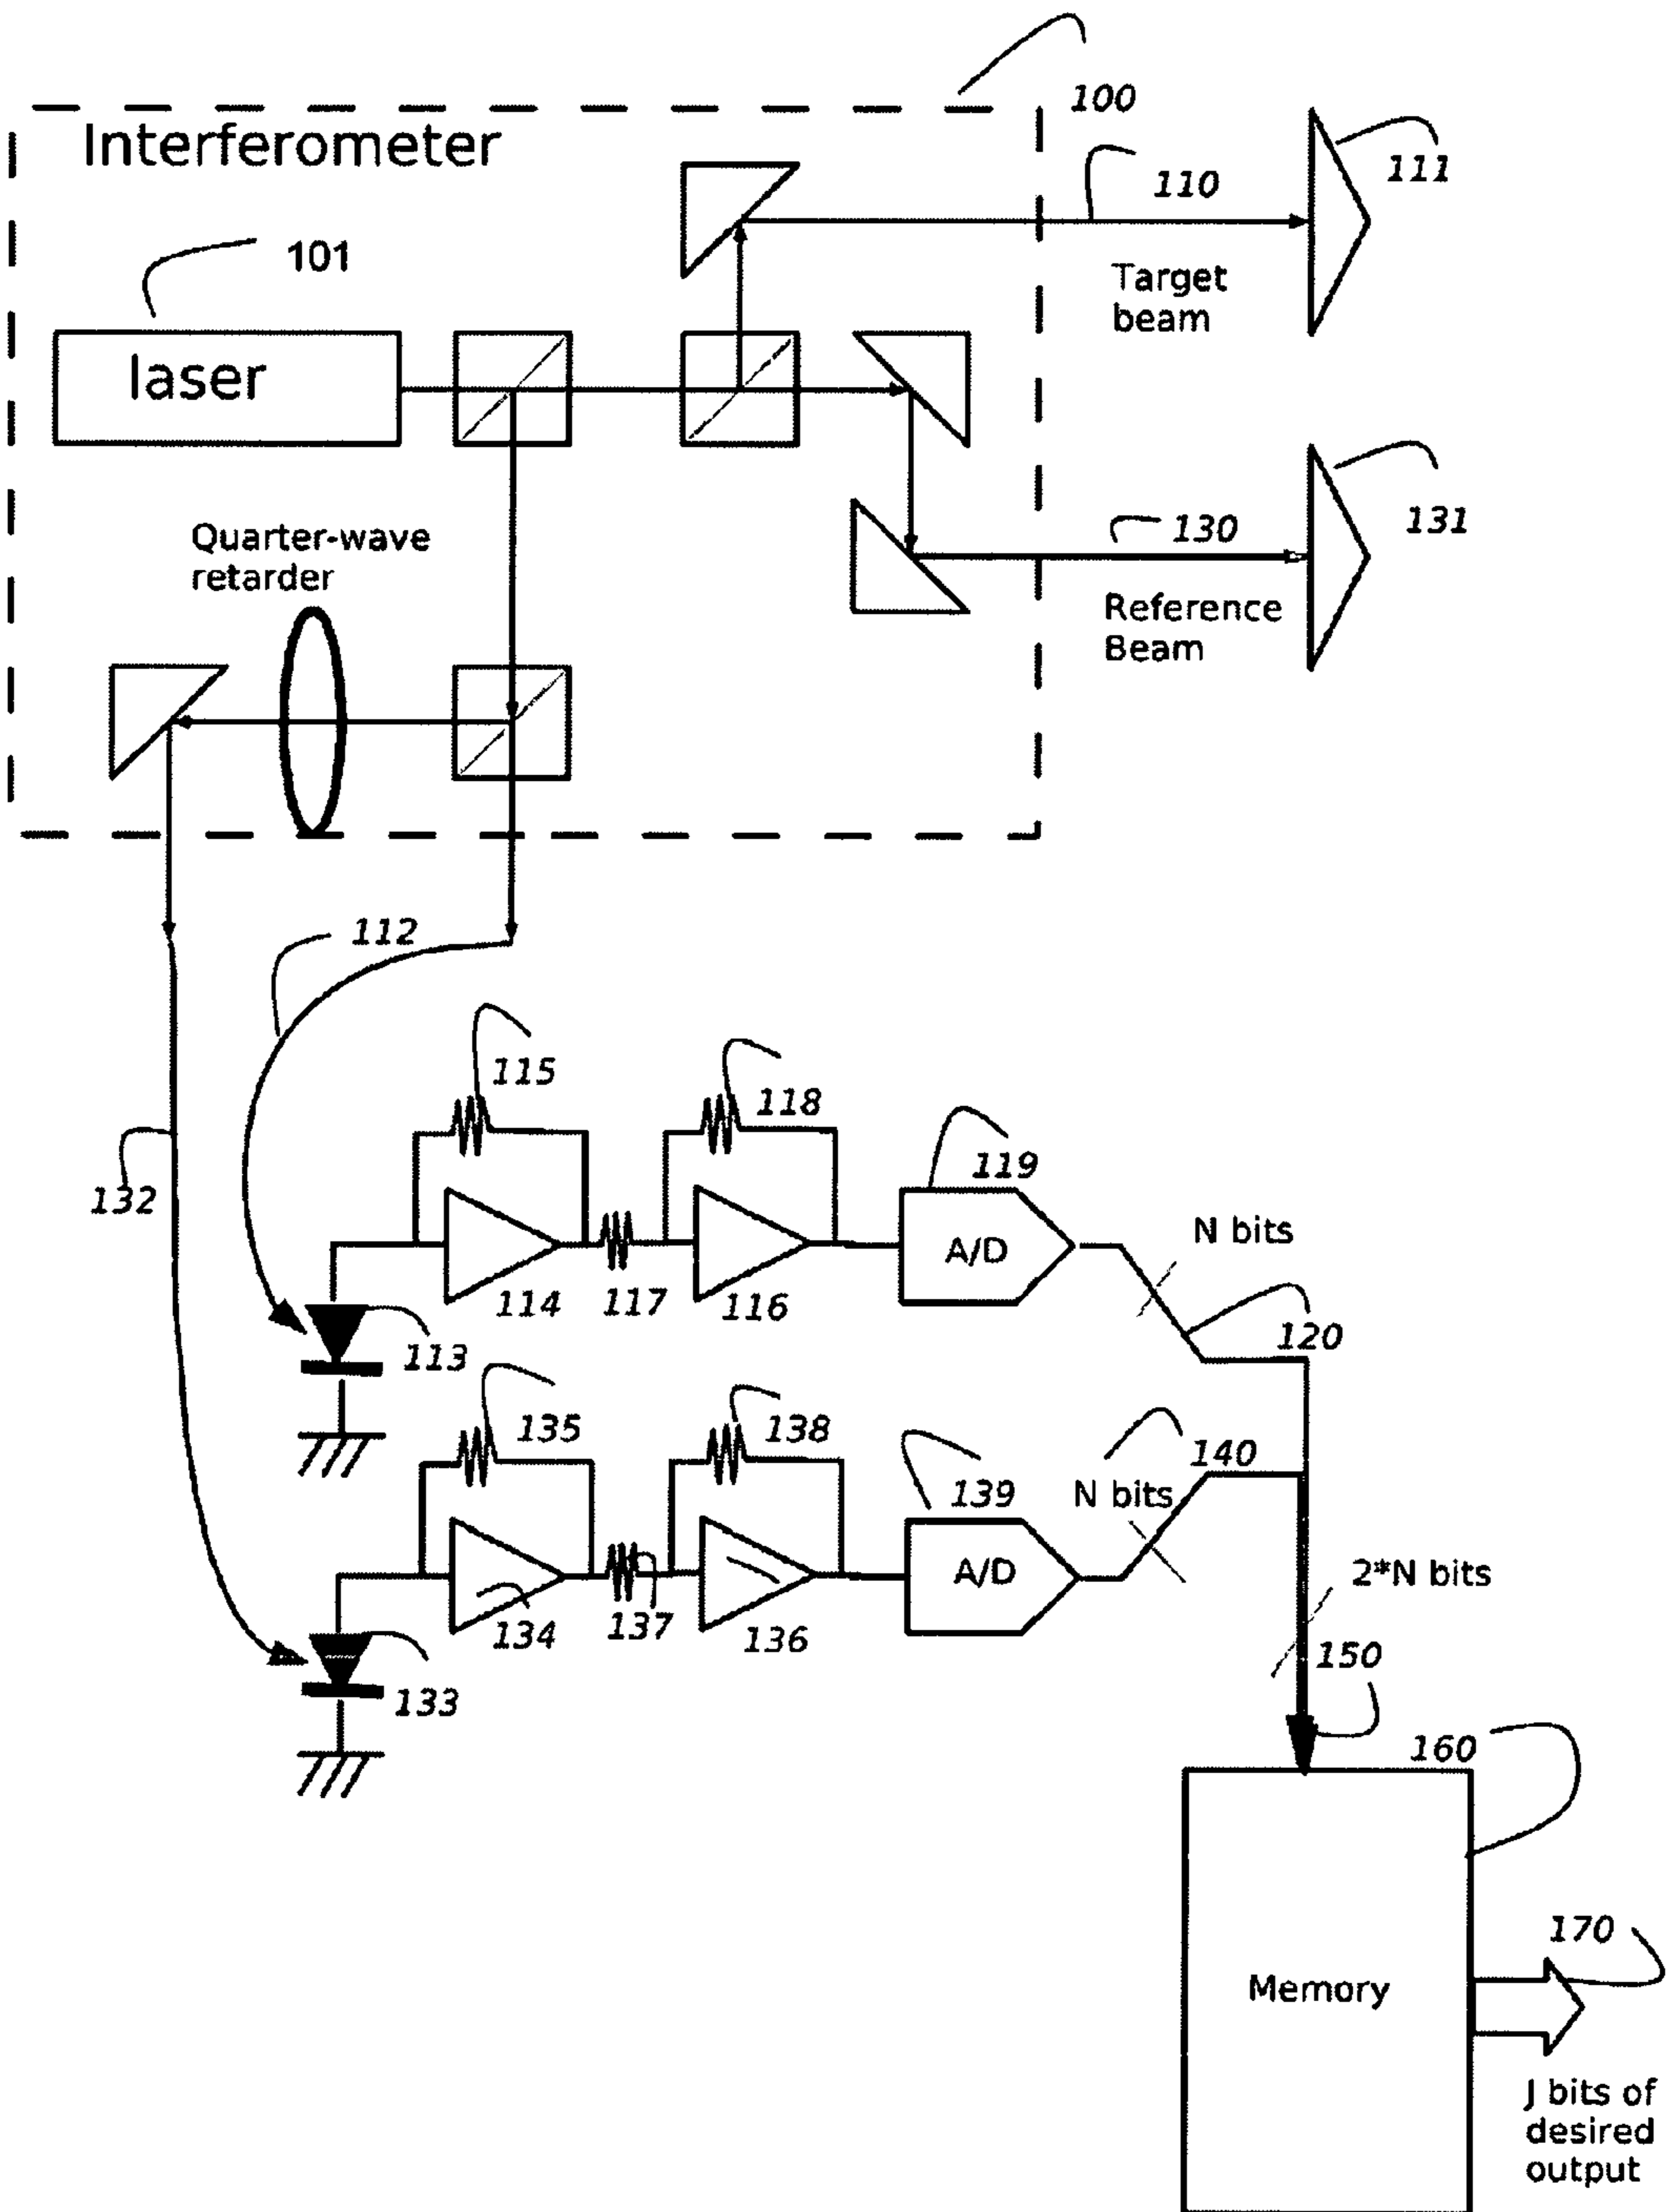 100
Interferometer
111
110
101
Target
beam
laser
131
130
Quarter-wave
retarder
Reference
Beam
112
115
118
119
132
A/D
N bits
114
117
116
120
113
135
138
140
139
N bits
A/D
2*N bits
134
137
136
150
133
160
170
Memory
J bits of
desired
output